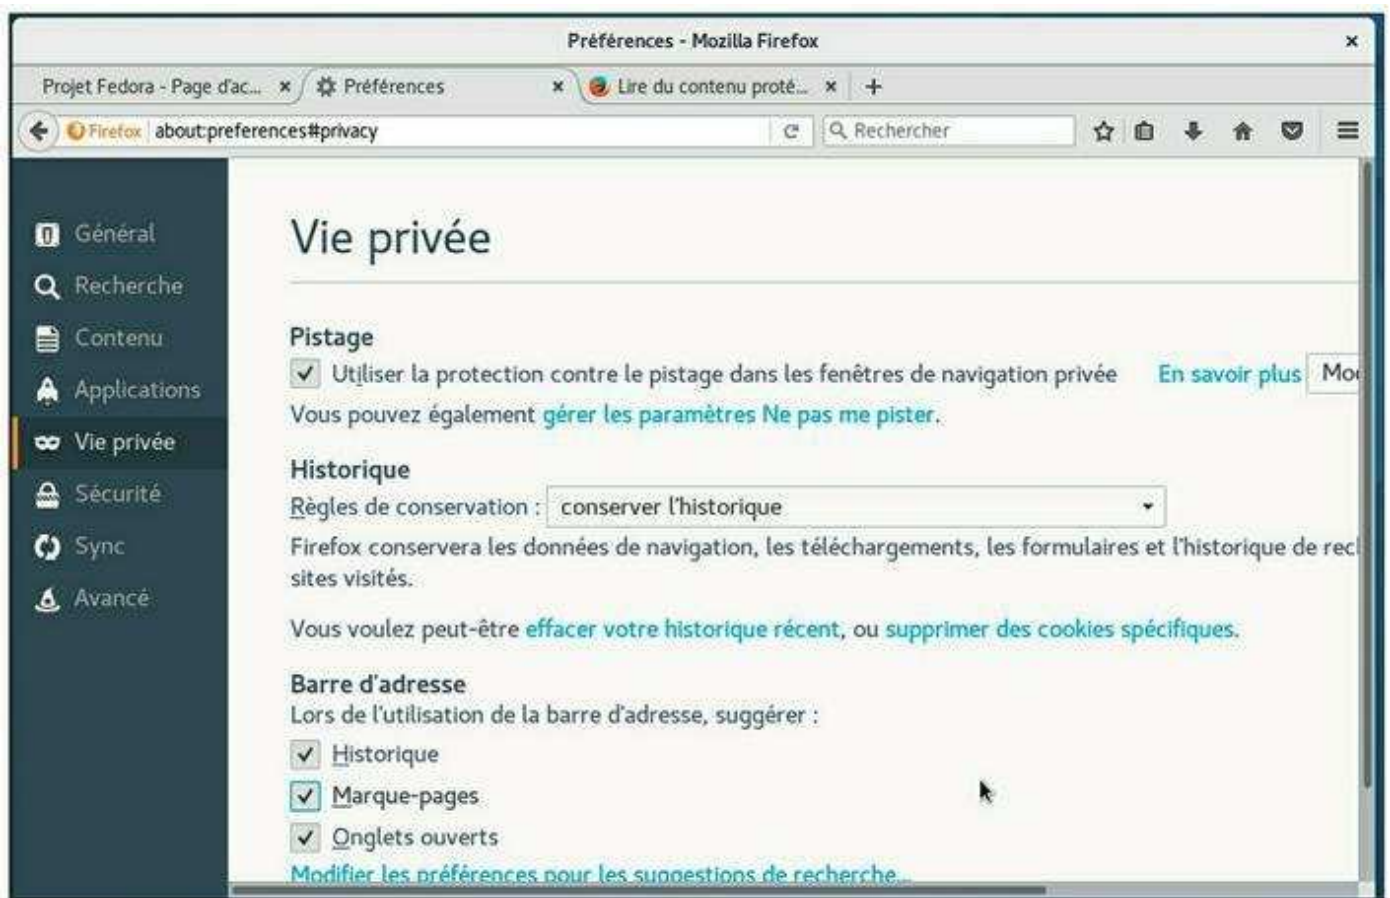 Préférences - Mozilla Firefox
Projet Fedora - Page d'ac...
Préférences
Lire du contenu proté...
Firefox about:preferences#privacy
Rechercher
Général
Recherche
Contenu
Applications
Vie privée
Sécurité
Sync
Avancé
Vie privée
Pistage
Utiliser la protection contre le pistage dans les fenêtres de navigation privée En savoir plus
Vous pouvez également gérer les paramètres Ne pas me pister.
Historique
Règles de conservation : conserver l'historique
Firefox conservera les données de navigation, les téléchargements, les formulaires et l'historique de
sites visités.
Vous voulez peut-être effacer votre historique récent, ou supprimer des cookies spécifiques.
Barre d'adresse
Lors de l'utilisation de la barre d'adresse, suggérer :
Historique
Marque-pages
Onglets ouverts
Modifier les préférences pour les suggestions de recherche...